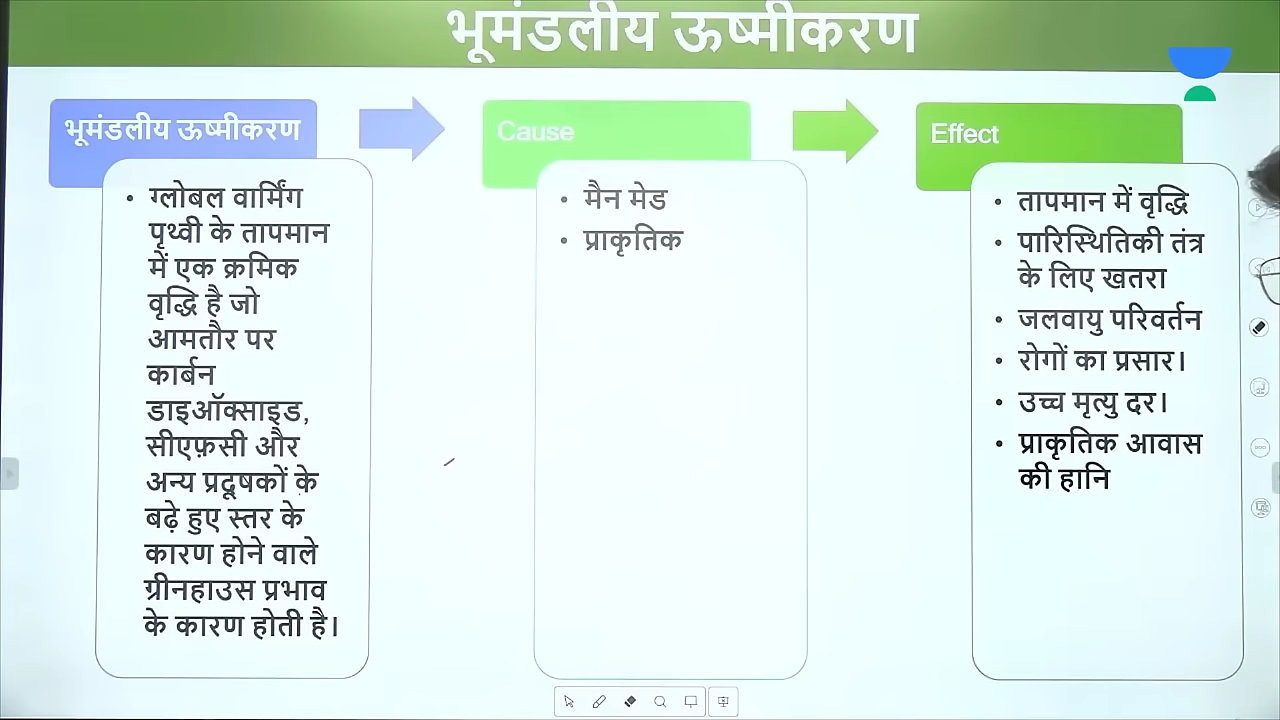 भूमंडलीय ऊष्मीकरण
भूमंडलीय ऊष्मीकरण
ग्लोबल वार्मिंग
पृथ्वी के तापमान
में एक क्रमिक
वृद्धि है जो
आमतौर पर
कार्बन
डाइऑक्साइड,
सीएफ़सी और
अन्य प्रदूषकों के
बढ़े हुए स्तर के
कारण होने वाले
ग्रीनहाउस प्रभाव
के कारण होती है।
Cause
• मैन मेड
• प्राकृतिक
Effect
• तापमान में वृद्धि
• पारिस्थितिकी तंत्र
के लिए खतरा
• जलवायु परिवर्तन
• रोगों का प्रसार।
• उच्च मृत्यु दर।
• प्राकृतिक आवास
की हानि